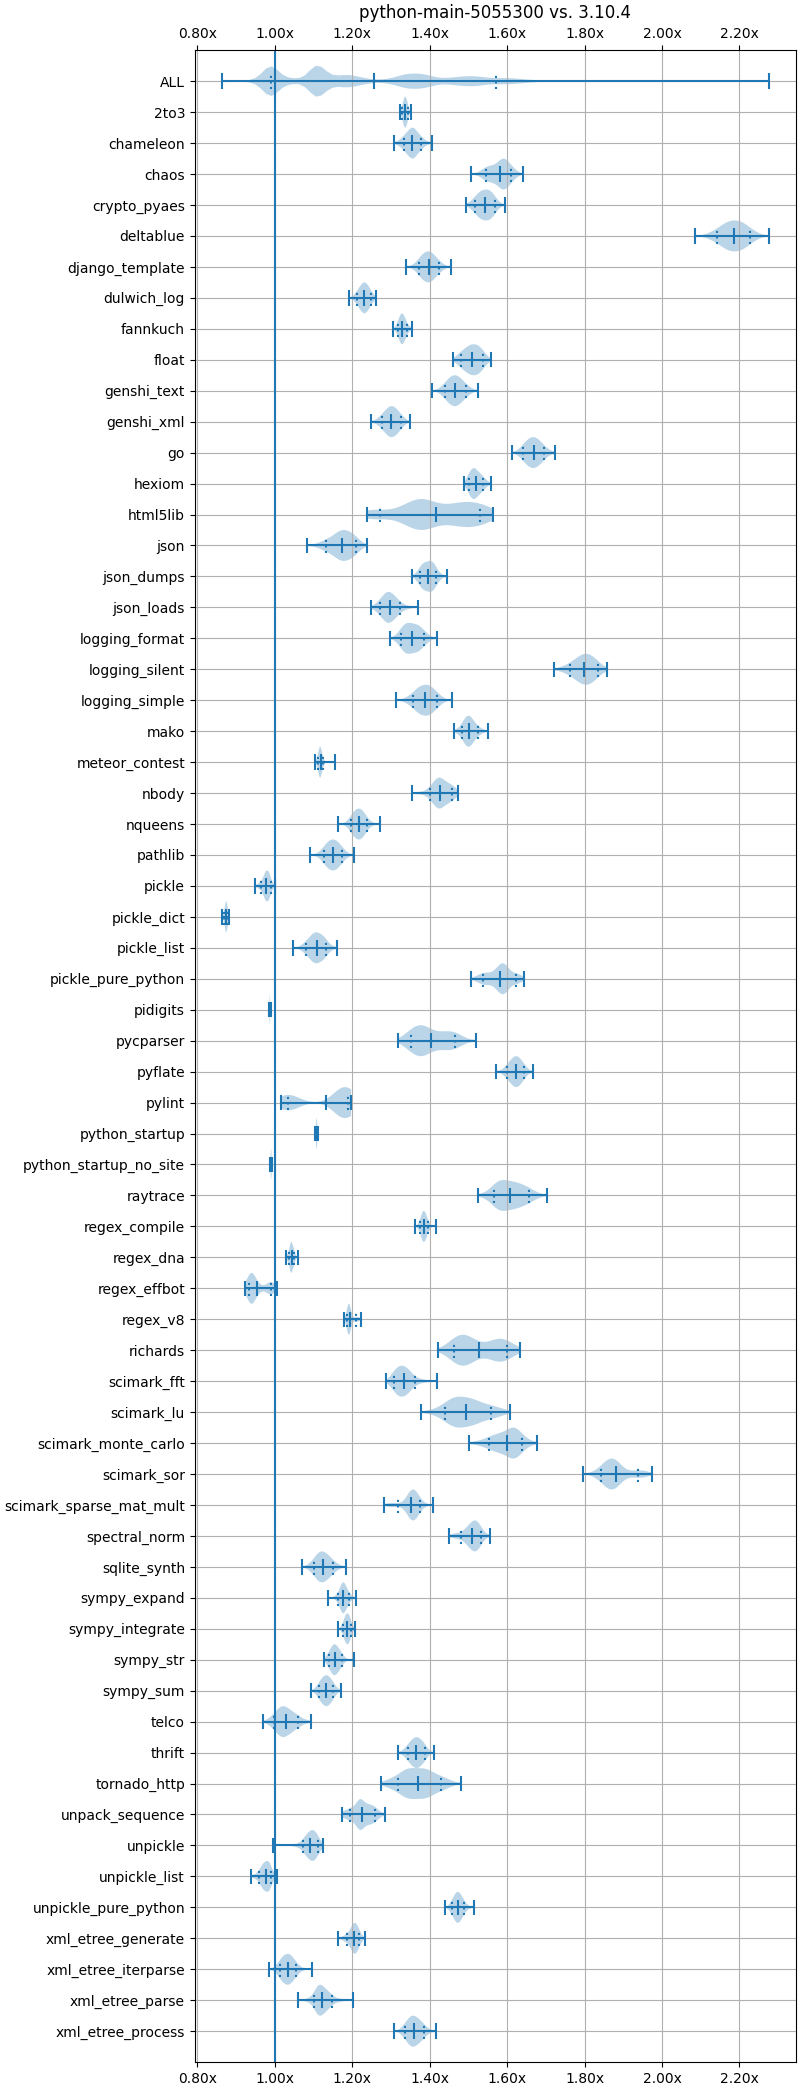 python-main-5055300 vs. 3.10.4
0.80x 1.00x 1.20x 1.40x 1.60x 1.80x 2.00x 2.20x
ALL
2to3
chameleon
chaos
crypto_pyaes
deltablue
django_template
dulwich_log
fannkuch
float
genshi_text
genshi_xml
go
hexiom
html5lib
json
json_dumps
json_loads
logging_format
logging_silent
logging_simple
mako
meteor_contest
nbody
nqueens
pathlib
pickle
pickle_dict
pickle_list
pickle_pure_python
pidigits
pycparser
pyflate
pylint
python_startup
python_startup_no_site
raytrace
regex_compile
regex_dna
regex_effbot
regex_v8
richards
scimark_fft
scimark_lu
scimark_monte_carlo
scimark_sor
scimark_sparse_mat_mult
spectral_norm
sqlite_synth
sympy_expand
sympy_integrate
sympy_str
sympy_sum
telco
thrift
tornado_http
unpack_sequence
unpickle
unpickle_list
unpickle_pure_python
xml_etree_generate
xml_etree_iterparse
xml_etree_parse
xml_etree_process
0.80x 1.00x 1.20x 1.40x 1.60x 1.80x 2.00x 2.20x